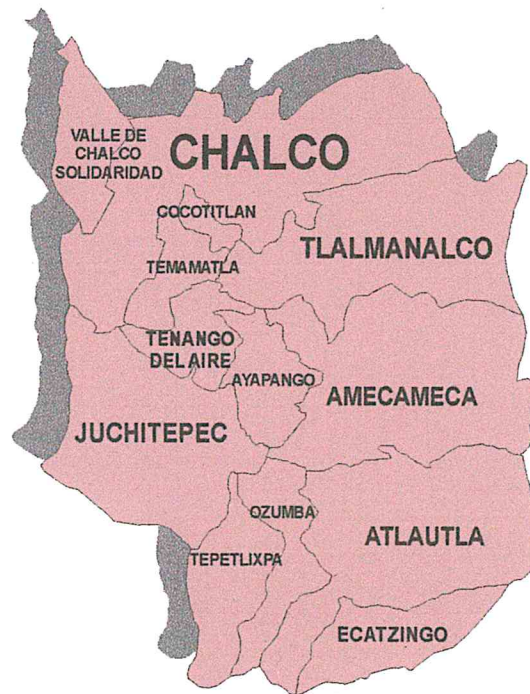 VALLE DE
CHALCO
SOLIDARIDAD
CHALCO
COCOTITLAN
TLALMANALCO
TEMAMATLA
TENANGO
DEL AIRE
AYAPANGO
AMECAMECA
JUCHITEPEC
OZUMBA
ATLAUTLA
TEPETLIXPA
ECATZINGO